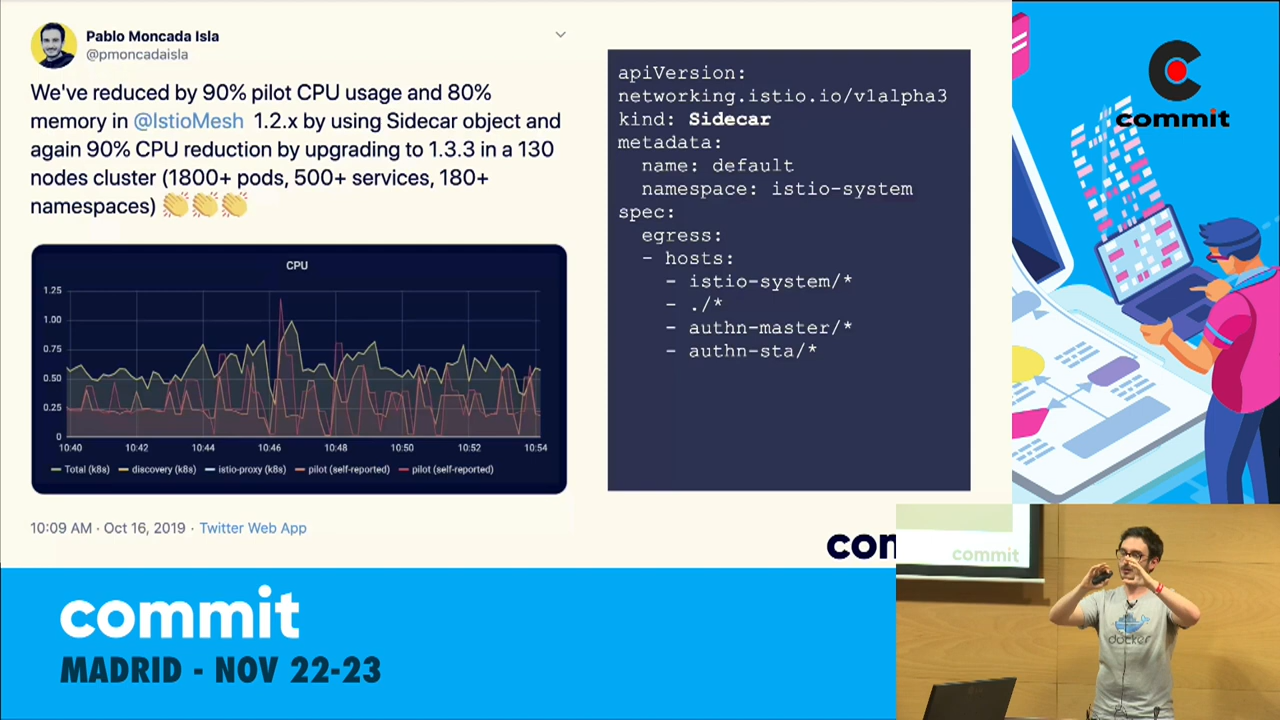 Pablo Moncada Isla
@pmoncadaisla
We've reduced by 90% pilot CPU usage and 80%
memory in @IstioMesh 1.2.x by using Sidecar object and
again 90% CPU reduction by upgrading to 1.3.3 in a 130
nodes cluster (1800+ pods, 500+ services, 180+
namespaces) 👏👏👏
CPU
1.25
1.00
0.75
0.50
0.25
0
10:40 10:42 10:44 10:46 10:48 10:50 10:52 10:54
Total (k8s) discovery (k8s) istio-proxy (k8s) pilot (self-reported) pilot (self-reported)
10:09 AM · Oct 16, 2019 · Twitter Web App
apiVersion:
networking.istio.io/v1alpha3
kind: Sidecar
metadata:
name: default
namespace: istio-system
spec:
egress:
- hosts:
- istio-system/*
- ./*
- authn-master/*
- authn-sta/*
commit
com
commit
docker
commit
MADRID - NOV 22-23